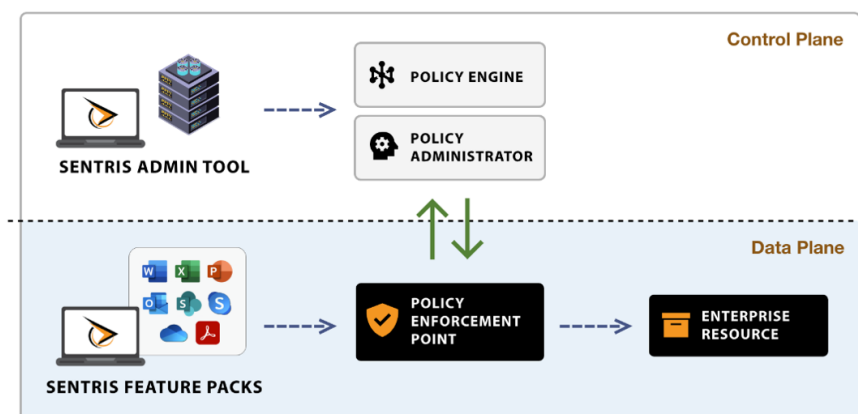 Control Plane
POLICY ENGINE
POLICY
ADMINISTRATOR
SENTRIS ADMIN TOOL
Data Plane
W
X
P
O
S
S
POLICY
ENFORCEMENT
POINT
ENTERPRISE
RESOURCE
SENTRIS FEATURE PACKS